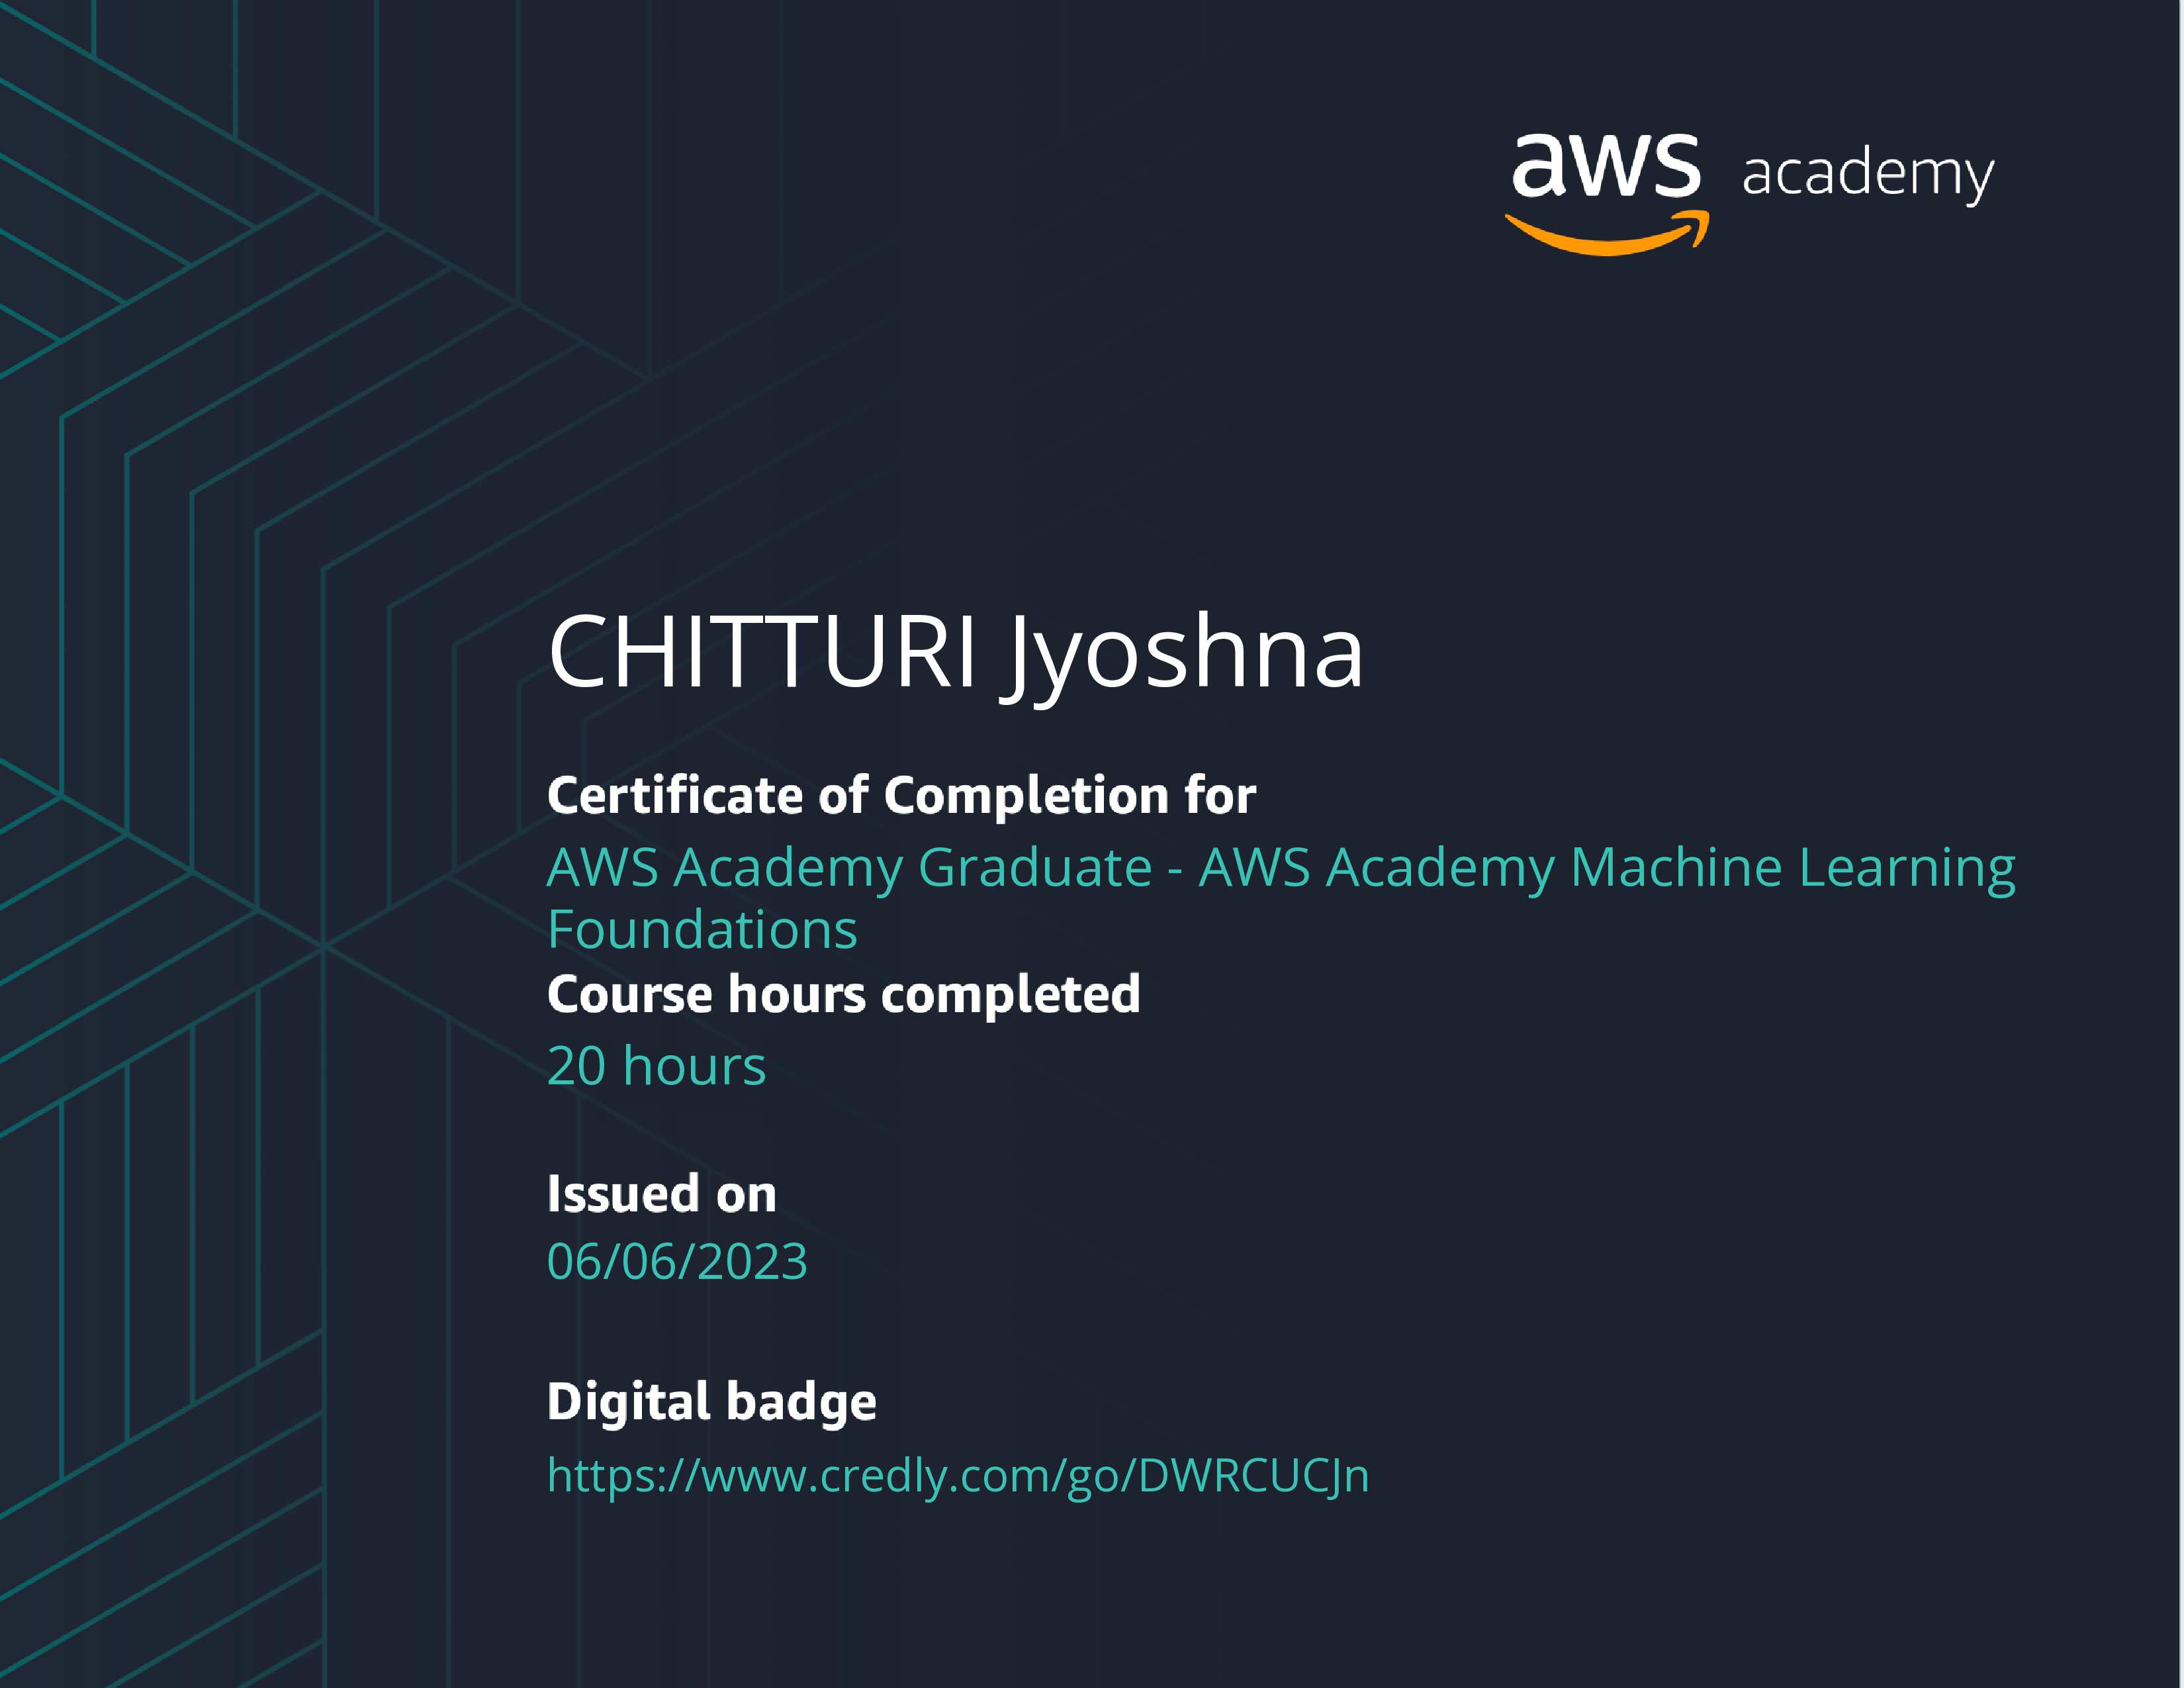 aws academy
CHITTURI Jyoshna
Certificate of Completion for
AWS Academy Graduate - AWS Academy Machine Learning
Foundations
Course hours completed
20 hours
Issued on
06/06/2023
Digital badge
https://www.credly.com/go/DWRCUCJn